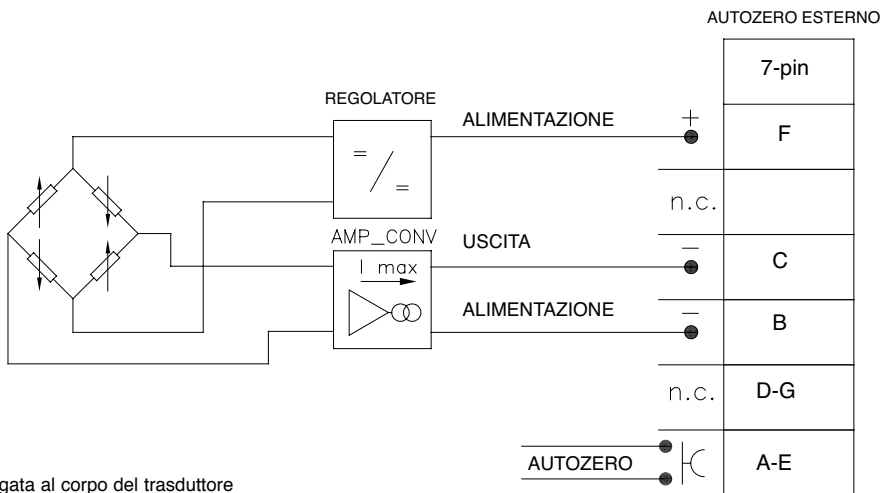 AUTOZERO ESTERNO
7-pin
REGOLATORE
ALIMENTAZIONE
+
F
=
/
=
n.c.
AMP_CONV
USCITA
–
C
I max
ALIMENTAZIONE
–
B
n.c.
D-G
AUTOZERO
A-E
gata al corpo del trasduttore